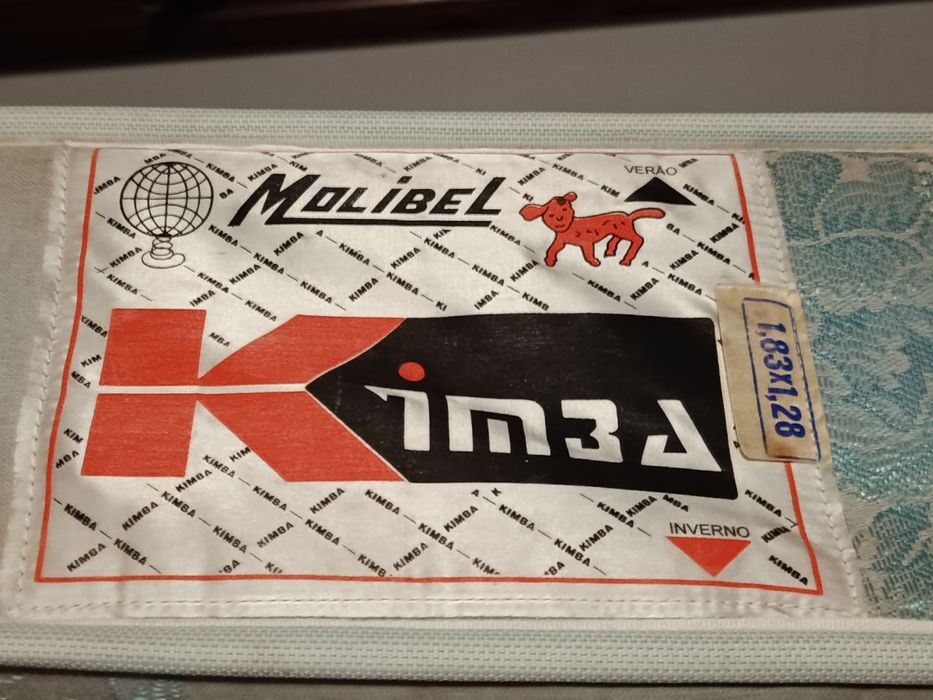 MOLiBEL
VERÃO
KiMBA
1,83X1,28
INVERNO